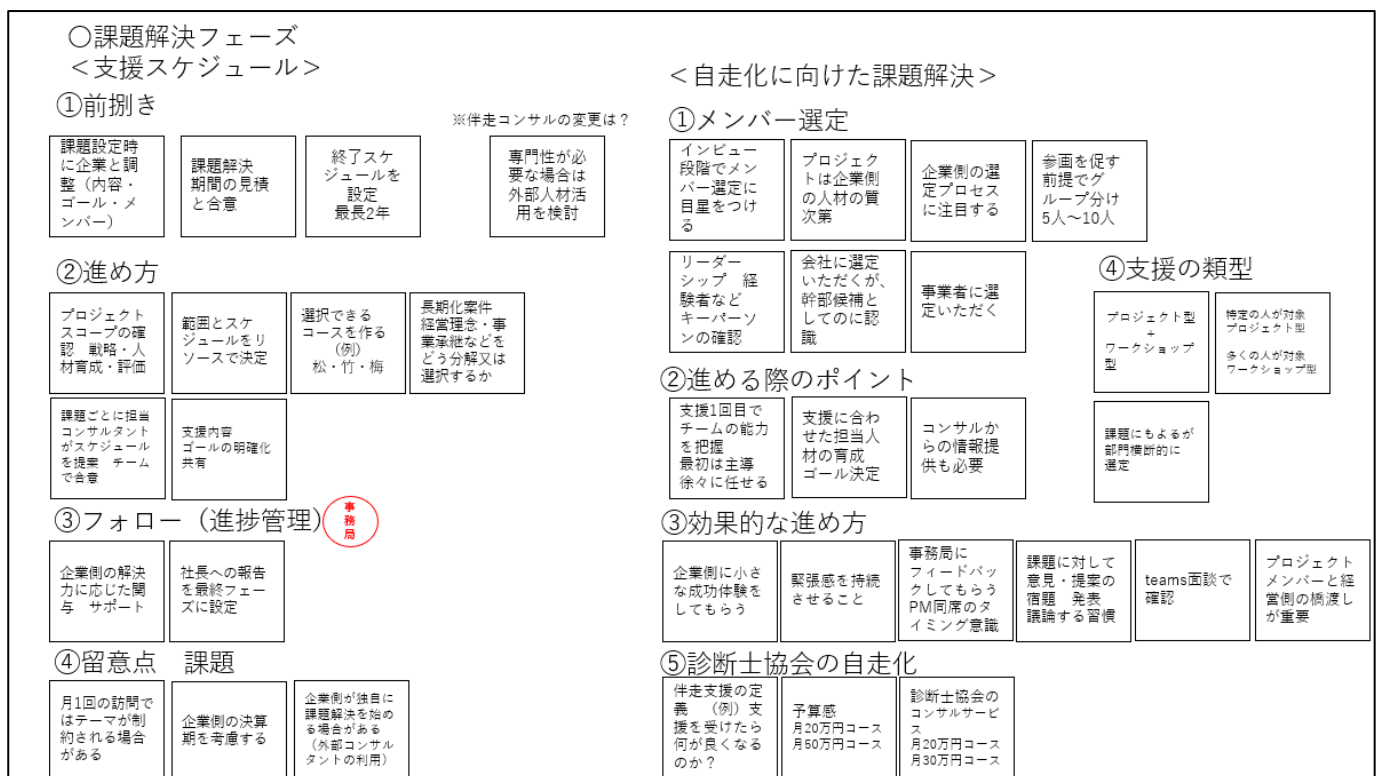 〇課題解決フェーズ
＜支援スケジュール＞
①前捌き
※伴走コンサルの変更は？
課題設定時
に企業と調
整（内容・
ゴール・メ
ンバー）
課題解決
期間の見積
と合意
終了スケ
ジュールを
設定
最長2年
専門性が必
要な場合は
外部人材活
用を検討
②進め方
プロジェクト
スコープの確
認　戦略・人
材育成・評価
範囲とスケ
ジュールをリ
ソースで決定
選択できる
コースを作る
（例）
松・竹・梅
長期化案件
経営理念・事
業承継などを
どう分解又は
選択するか
課題ごとに担当
コンサルタント
がスケジュール
を提案　チーム
で合意
支援内容
ゴールの明確化
共有
③フォロー（進捗管理）
事
務
局
企業側の解決
力に応じた関
与　サポート
社長への報告
を最終フェー
ズに設定
④留意点　課題
月1回の訪問で
はテーマが制
約される場合
がある
企業側の決算
期を考慮する
企業側が独自に
課題解決を始め
る場合がある
（外部コンサル
タントの利用）
＜自走化に向けた課題解決＞
①メンバー選定
インビュー
段階でメン
バー選定に
目星をつけ
る
プロジェク
トは企業側
の人材の質
次第
企業側の選
定プロセス
に注目する
参画を促す
前提でグ
ループ分け
5人～10人
リーダー
シップ　経
験者など
キーパーソ
ンの確認
会社に選定
いただくが、
幹部候補と
してのに認
識
事業者に選
定いただく
④支援の類型
プロジェクト型
+
ワークショップ
型
特定の人が対象
プロジェクト型
多くの人が対象
ワークショップ型
課題にもよるが
部門横断的に
選定
②進める際のポイント
支援1回目で
チームの能力
を把握
最初は主導
徐々に任せる
支援に合わ
せた担当人
材の育成
ゴール決定
コンサルか
らの情報提
供も必要
③効果的な進め方
企業側に小さ
な成功体験を
してもらう
緊張感を持続
させること
事務局に
フィードバッ
クしてもらう
PM同席のタ
イミング意識
課題に対して
意見・提案の
宿題　発表
議論する習慣
teams面談で
確認
プロジェクト
メンバーと経
営側の橋渡し
が重要
⑤診断士協会の自走化
伴走支援の定
義　（例）支
援を受けたら
何が良くなる
のか？
予算感
月20万円コース
月50万円コース
診断士協会の
コンサルサービ
ス
月20万円コース
月30万円コース